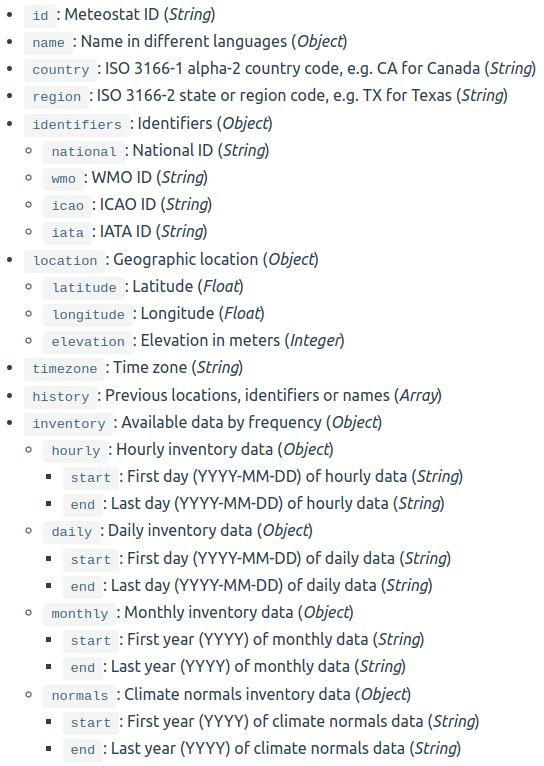 • id : Meteostat ID (String)
• name : Name in different languages (Object)
• country : ISO 3166-1 alpha-2 country code, e.g. CA for Canada (String)
• region : ISO 3166-2 state or region code, e.g. TX for Texas (String)
• identifiers : Identifiers (Object)
◦ national : National ID (String)
◦ wmo : WMO ID (String)
◦ icao : ICAO ID (String)
◦ iata : IATA ID (String)
• location : Geographic location (Object)
◦ latitude : Latitude (Float)
◦ longitude : Longitude (Float)
◦ elevation : Elevation in meters (Integer)
• timezone : Time zone (String)
• history : Previous locations, identifiers or names (Array)
• inventory : Available data by frequency (Object)
◦ hourly : Hourly inventory data (Object)
▪ start : First day (YYYY-MM-DD) of hourly data (String)
▪ end : Last day (YYYY-MM-DD) of hourly data (String)
◦ daily : Daily inventory data (Object)
▪ start : First day (YYYY-MM-DD) of daily data (String)
▪ end : Last day (YYYY-MM-DD) of daily data (String)
◦ monthly : Monthly inventory data (Object)
▪ start : First year (YYYY) of monthly data (String)
▪ end : Last year (YYYY) of monthly data (String)
◦ normals : Climate normals inventory data (Object)
▪ start : First year (YYYY) of climate normals data (String)
▪ end : Last year (YYYY) of climate normals data (String)